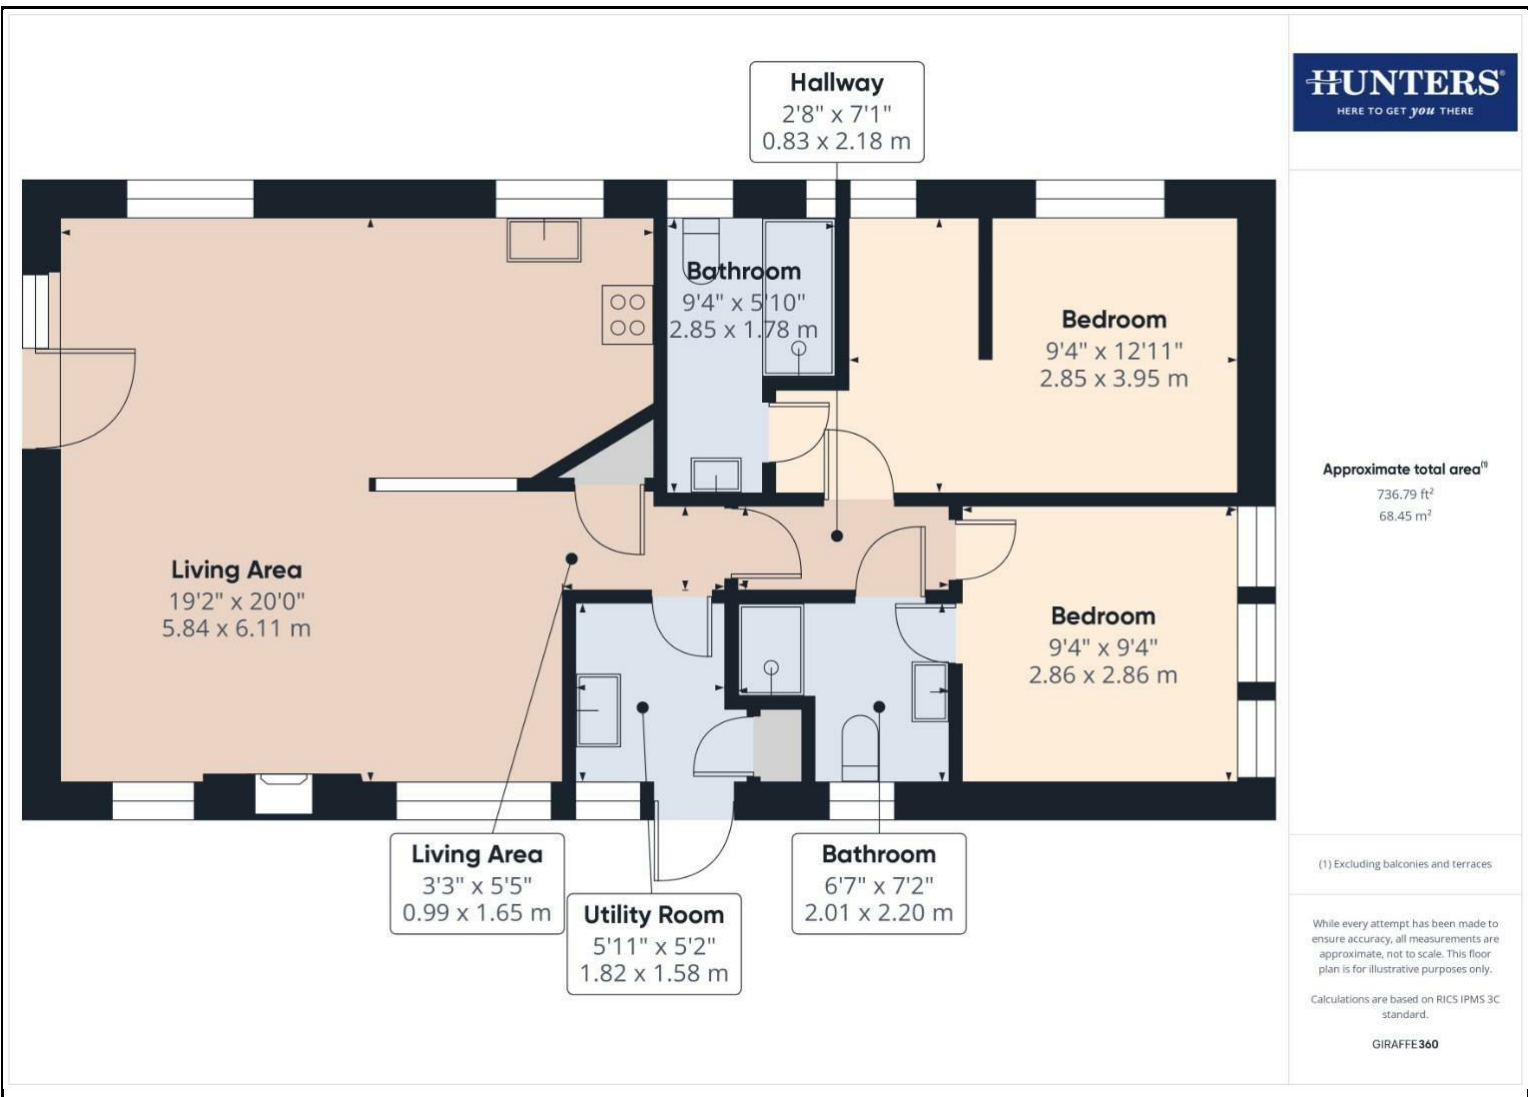 Hallway
2'8" x 7'1"
0.83 x 2.18 m
Bathroom
9'4" x 5'10"
2.85 x 1.78 m
Bedroom
9'4" x 12'11"
2.85 x 3.95 m
Living Area
19'2" x 20'0"
5.84 x 6.11 m
Bedroom
9'4" x 9'4"
2.86 x 2.86 m
Living Area
3'3" x 5'5"
0.99 x 1.65 m
Utility Room
5'11" x 5'2"
1.82 x 1.58 m
Bathroom
6'7" x 7'2"
2.01 x 2.20 m
HUNTERS®
HERE TO GET you THERE
Approximate total area⁽¹⁾
736.79 ft²
68.45 m²
(1) Excluding balconies and terraces
While every attempt has been made to
ensure accuracy, all measurements are
approximate, not to scale. This floor
plan is for illustrative purposes only.
Calculations are based on RICS IPMS 3C
standard.
GIRAFFE360